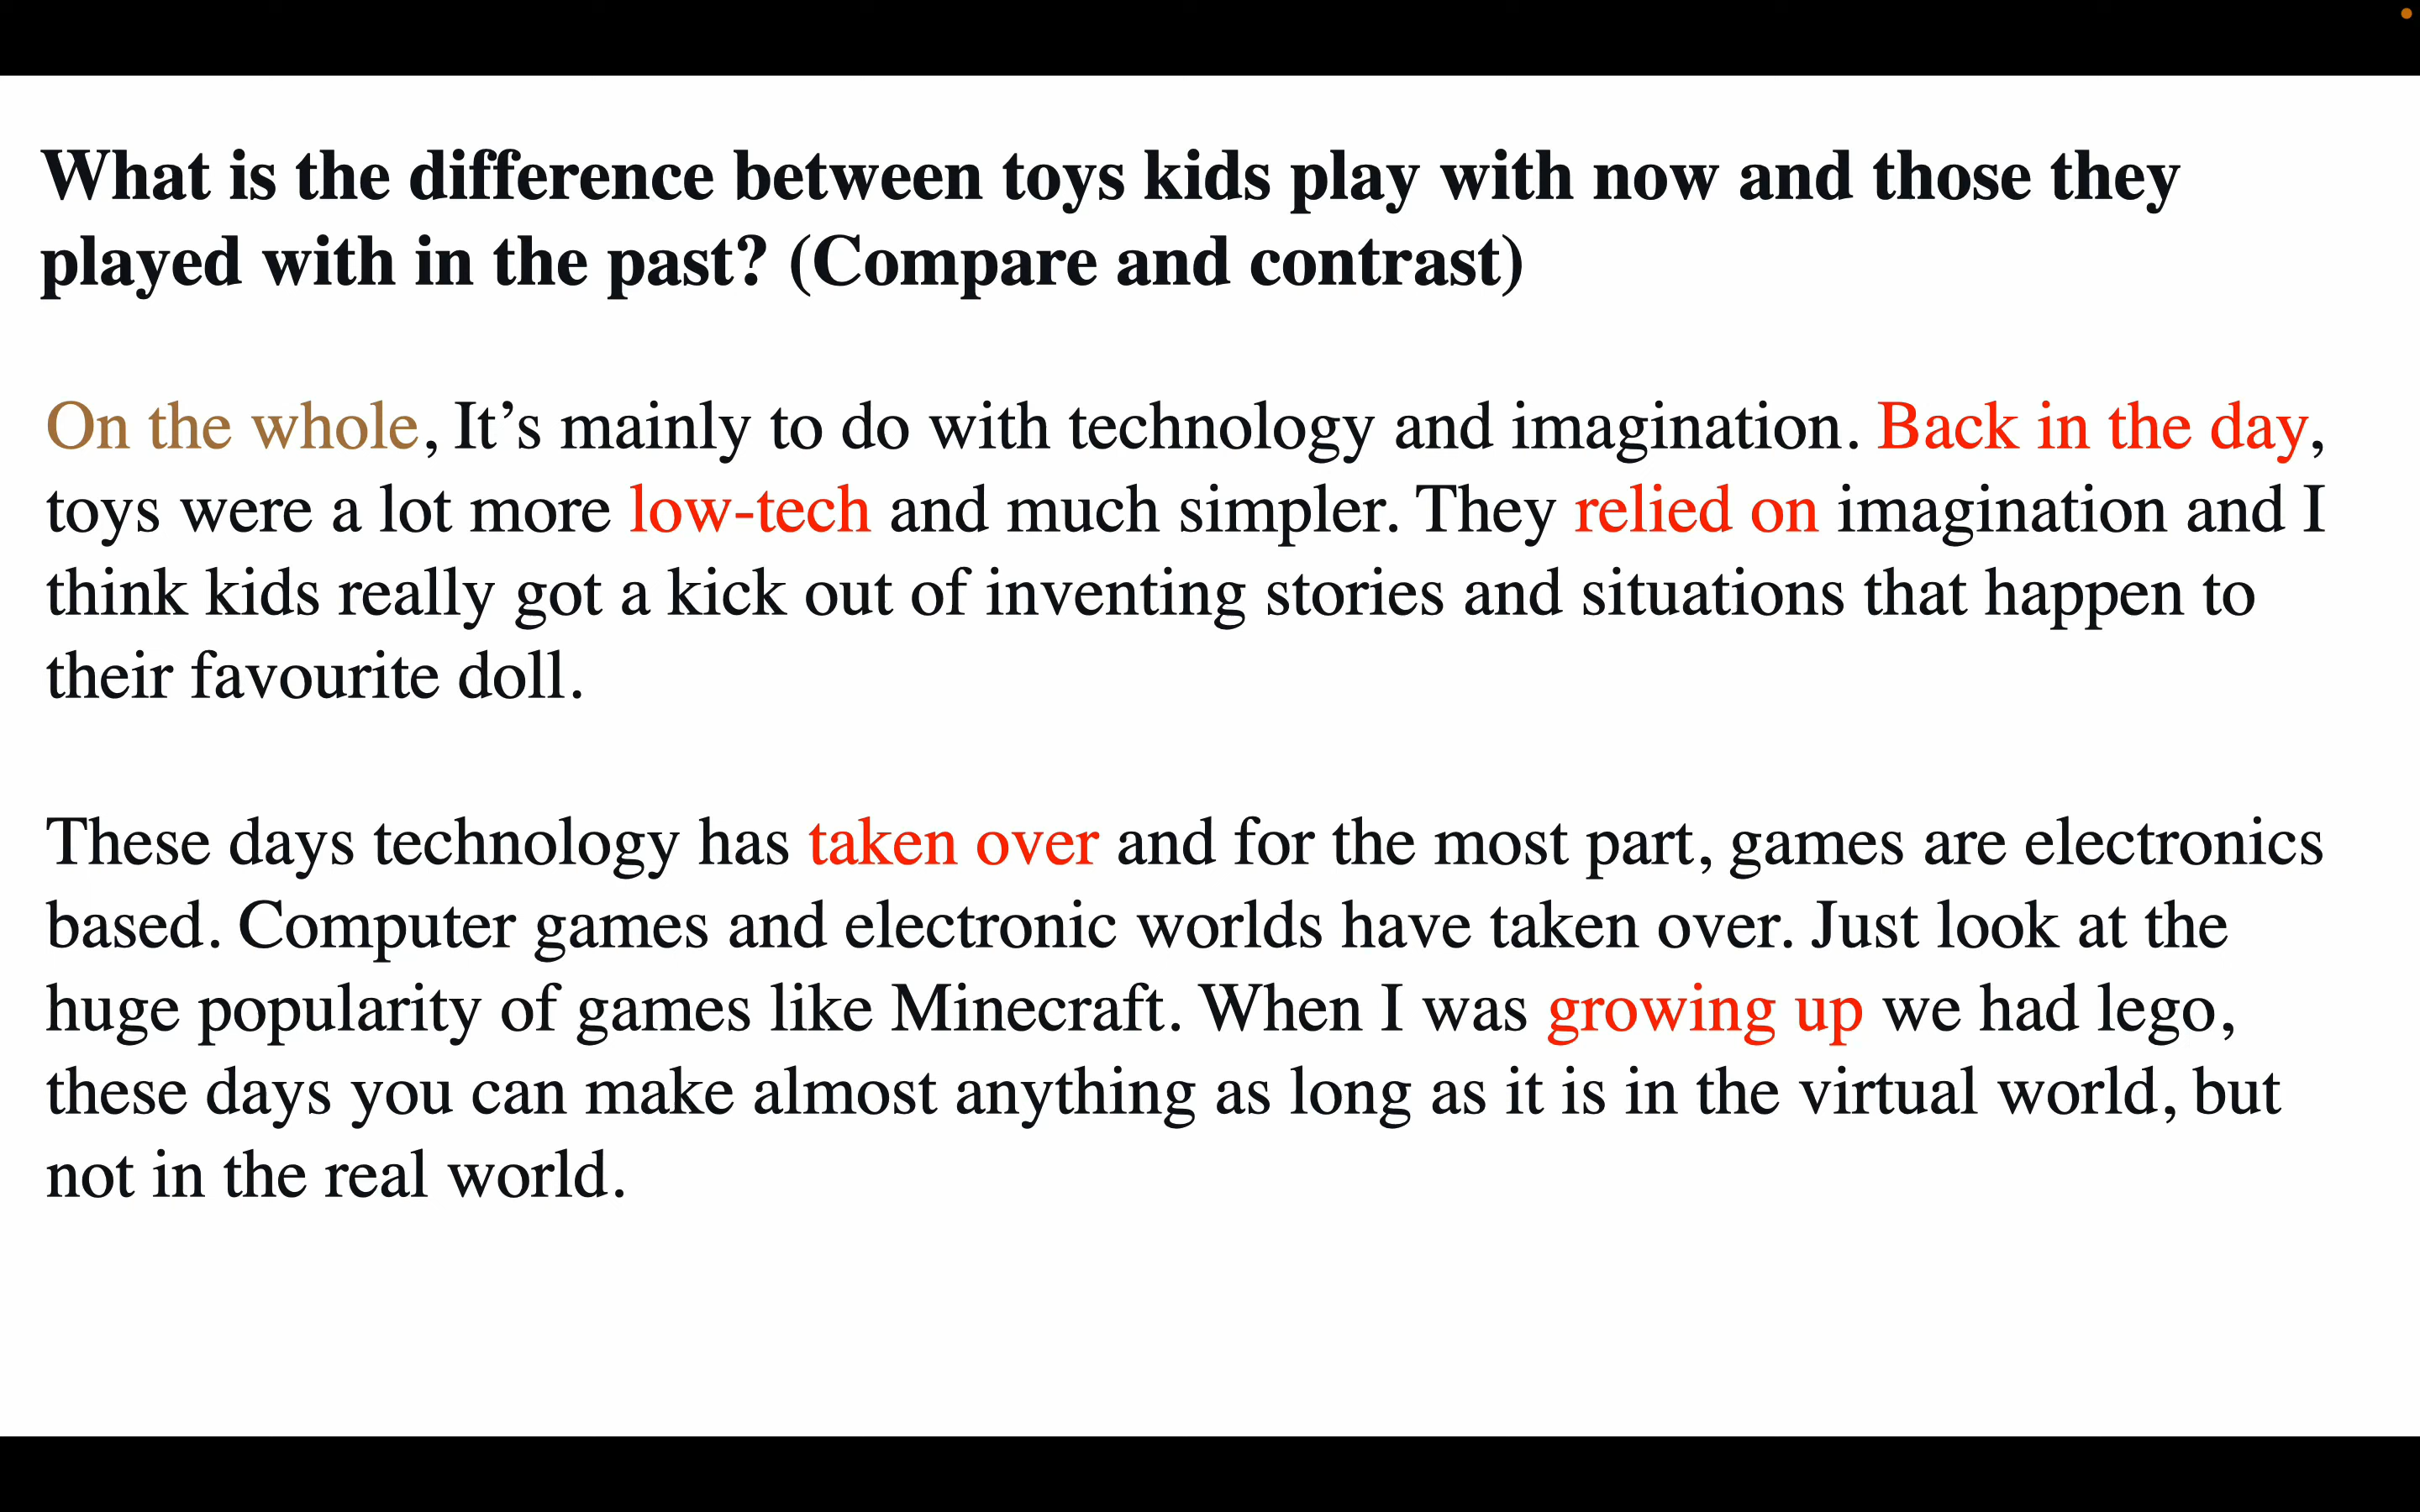 What is the difference between toys kids play with now and those they
played with in the past? (Compare and contrast)
On the whole, It’s mainly to do with technology and imagination. Back in the day,
toys were a lot more low-tech and much simpler. They relied on imagination and I
think kids really got a kick out of inventing stories and situations that happen to
their favourite doll.
These days technology has taken over and for the most part, games are electronics
based. Computer games and electronic worlds have taken over. Just look at the
huge popularity of games like Minecraft. When I was growing up we had lego,
these days you can make almost anything as long as it is in the virtual world, but
not in the real world.